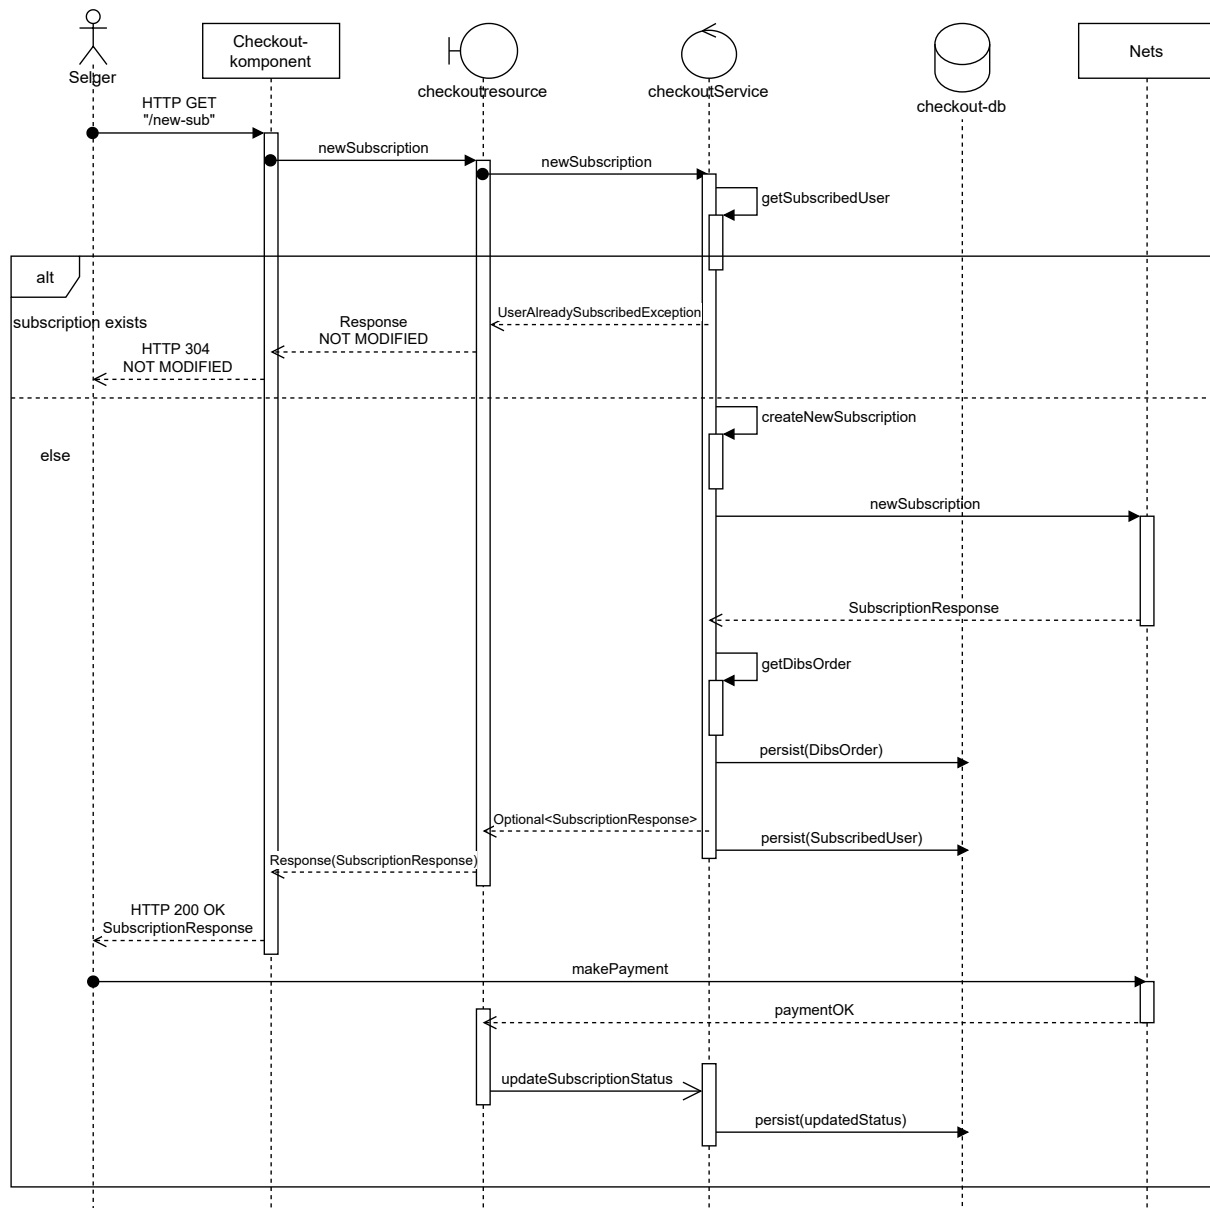 Selger
Checkout-
komponent
checkoutresource
checkoutService
checkout-db
Nets
HTTP GET
"/new-sub"
newSubscription
newSubscription
getSubscribedUser
alt
subscription exists
UserAlreadySubscribedException
Response
NOT MODIFIED
HTTP 304
NOT MODIFIED
createNewSubscription
else
newSubscription
SubscriptionResponse
getDibsOrder
persist(DibsOrder)
Optional<SubscriptionResponse>
persist(SubscribedUser)
Response(SubscriptionResponse)
HTTP 200 OK
SubscriptionResponse
makePayment
paymentOK
updateSubscriptionStatus
persist(updatedStatus)